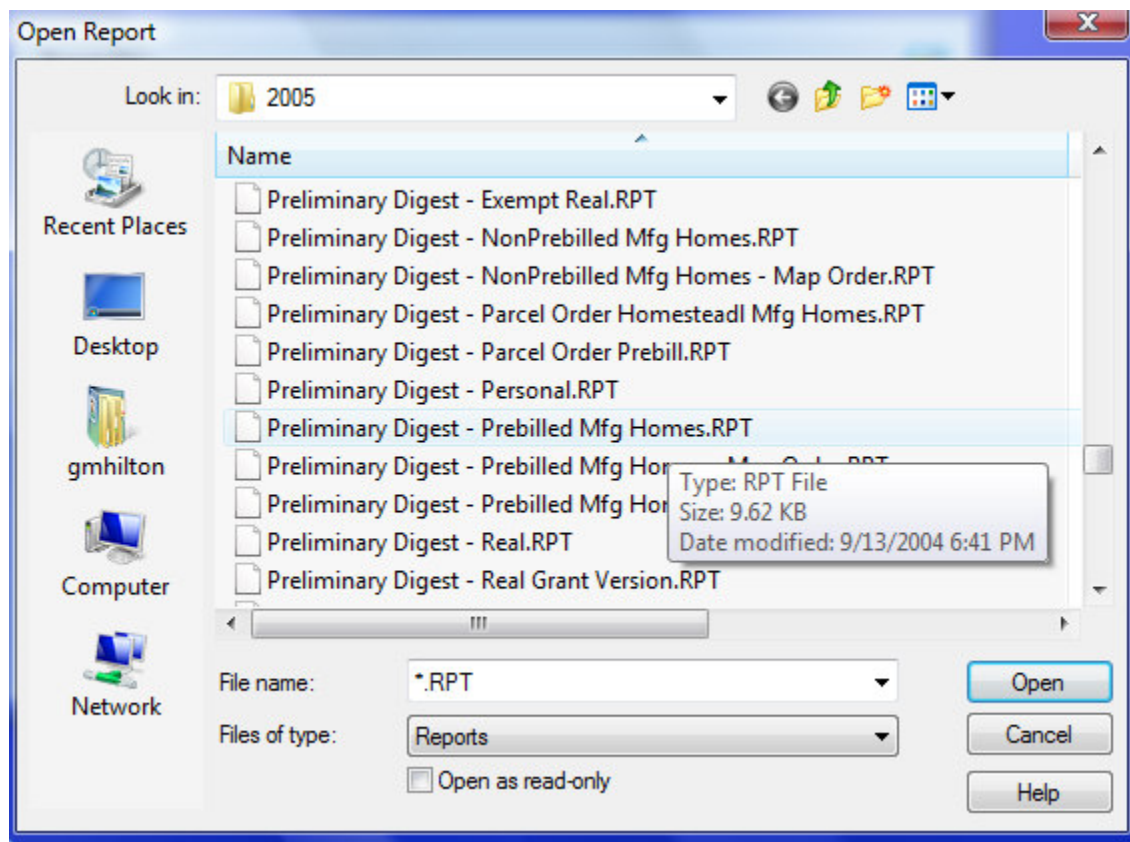 Open Report
Look in: 2005
Name
Recent Places
Desktop
gmhilton
Computer
Network
Preliminary Digest - Exempt Real.RPT
Preliminary Digest - NonPrebilled Mfg Homes.RPT
Preliminary Digest - NonPrebilled Mfg Homes - Map Order.RPT
Preliminary Digest - Parcel Order Homesteadl Mfg Homes.RPT
Preliminary Digest - Parcel Order Prebill.RPT
Preliminary Digest - Personal.RPT
Preliminary Digest - Prebilled Mfg Homes.RPT
Preliminary Digest - Prebilled Mfg
Preliminary Digest - Prebilled Mfg
Preliminary Digest - Real.RPT
Preliminary Digest - Real Grant Version.RPT
Type: RPT File
Size: 9.62 KB
Date modified: 9/13/2004 6:41 PM
File name: *.RPT
Open
Files of type: Reports
Cancel
Open as read-only
Help